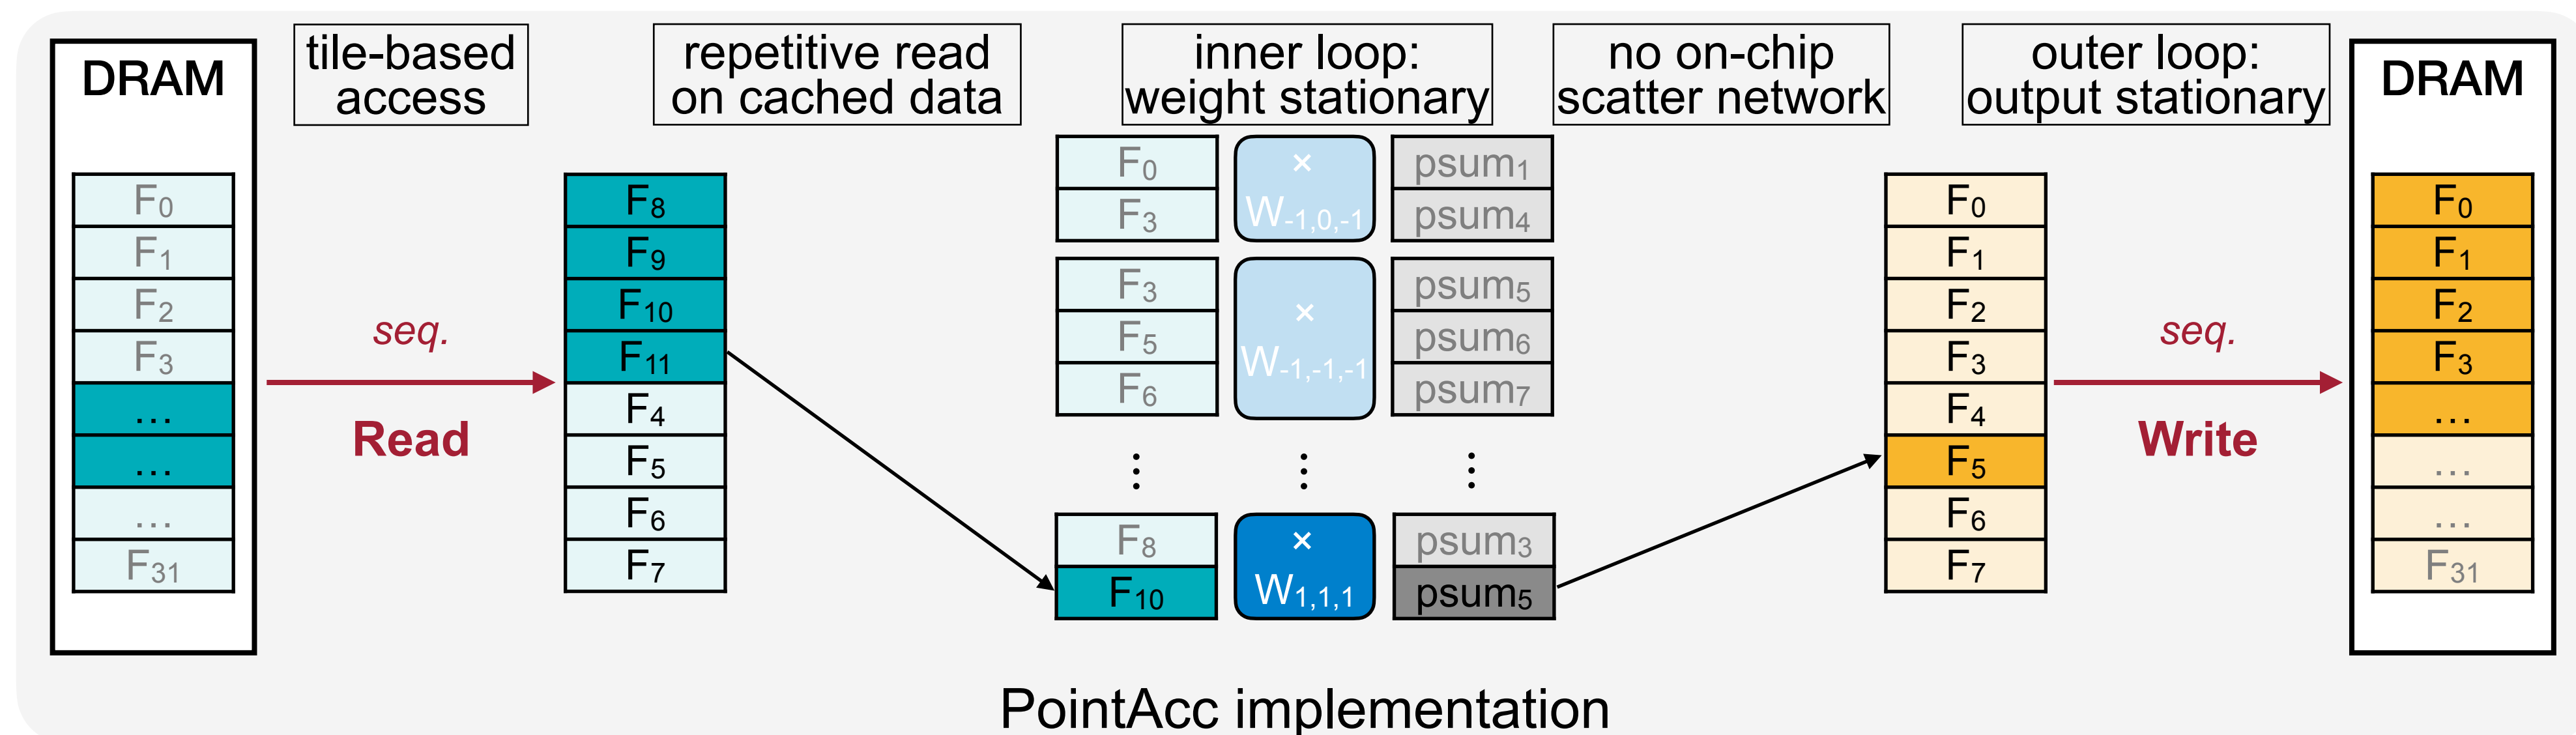 DRAM
tile-based
access
repetitive read
on cached data
inner loop:
weight stationary
no on-chip
scatter network
outer loop:
output stationary
DRAM
F0
F1
F2
F3
...
...
...
F31
seq.
Read
F8
F9
F10
F11
F4
F5
F6
F7
F0
F3
×
W-1,0,-1
psum1
psum4
F3
F5
F6
×
W-1,-1,-1
psum5
psum6
psum7
F8
F10
×
W1,1,1
psum3
psum5
F0
F1
F2
F3
F4
F5
F6
F7
seq.
Write
F0
F1
F2
F3
...
...
...
F31
PointAcc implementation